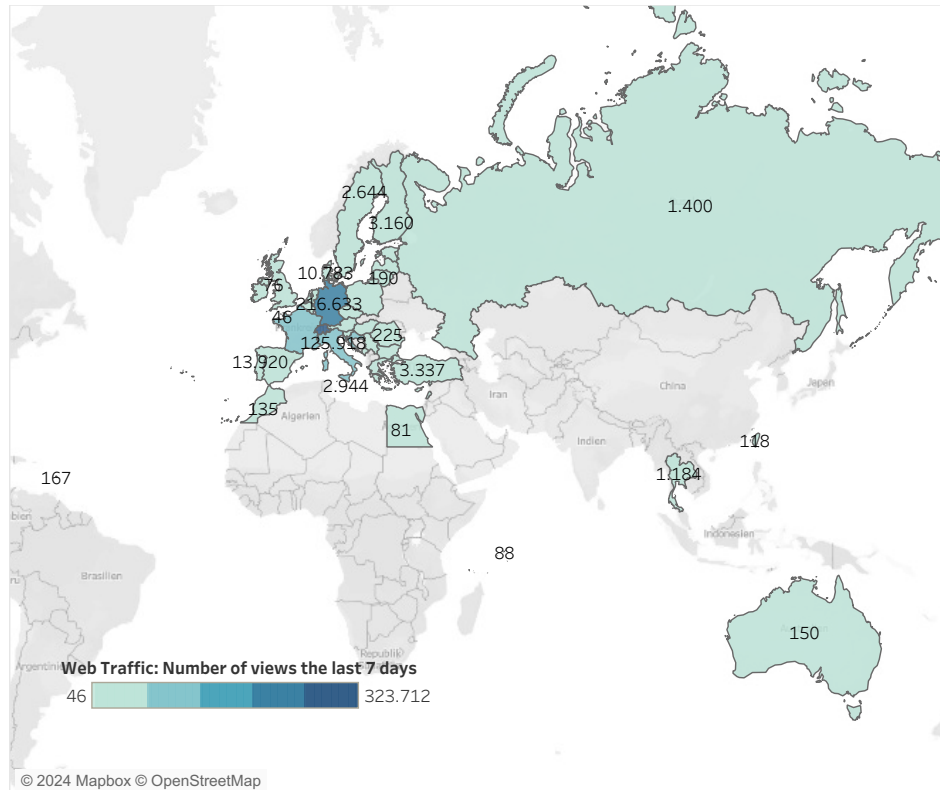 1.400
2.644
3.160
10.783
190
76
216.633
46
125.918
225
13.920
3.337
2.944
135
Algerien
81
Iran
China
Japan
Indien
118
1.184
167
88
Indonesien
Brasilien
150
Republik
Argentinien
Web Traffic: Number of views the last 7 days
46
323.712
© 2024 Mapbox © OpenStreetMap